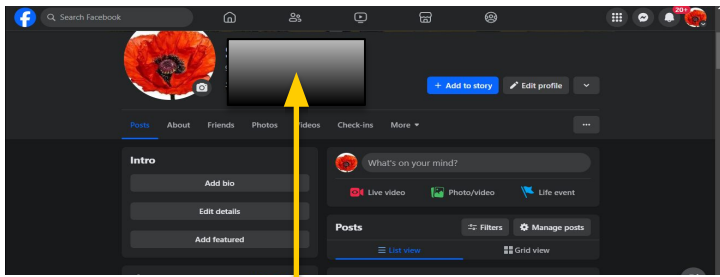 Search Facebook
20+
+ Add to story
Edit profile
Posts About Friends Photos Videos Check-ins More
Intro
Add bio
Edit details
Add featured
What's on your mind?
Live video
Photo/video
Life event
Posts
Filters
Manage posts
List view
Grid view